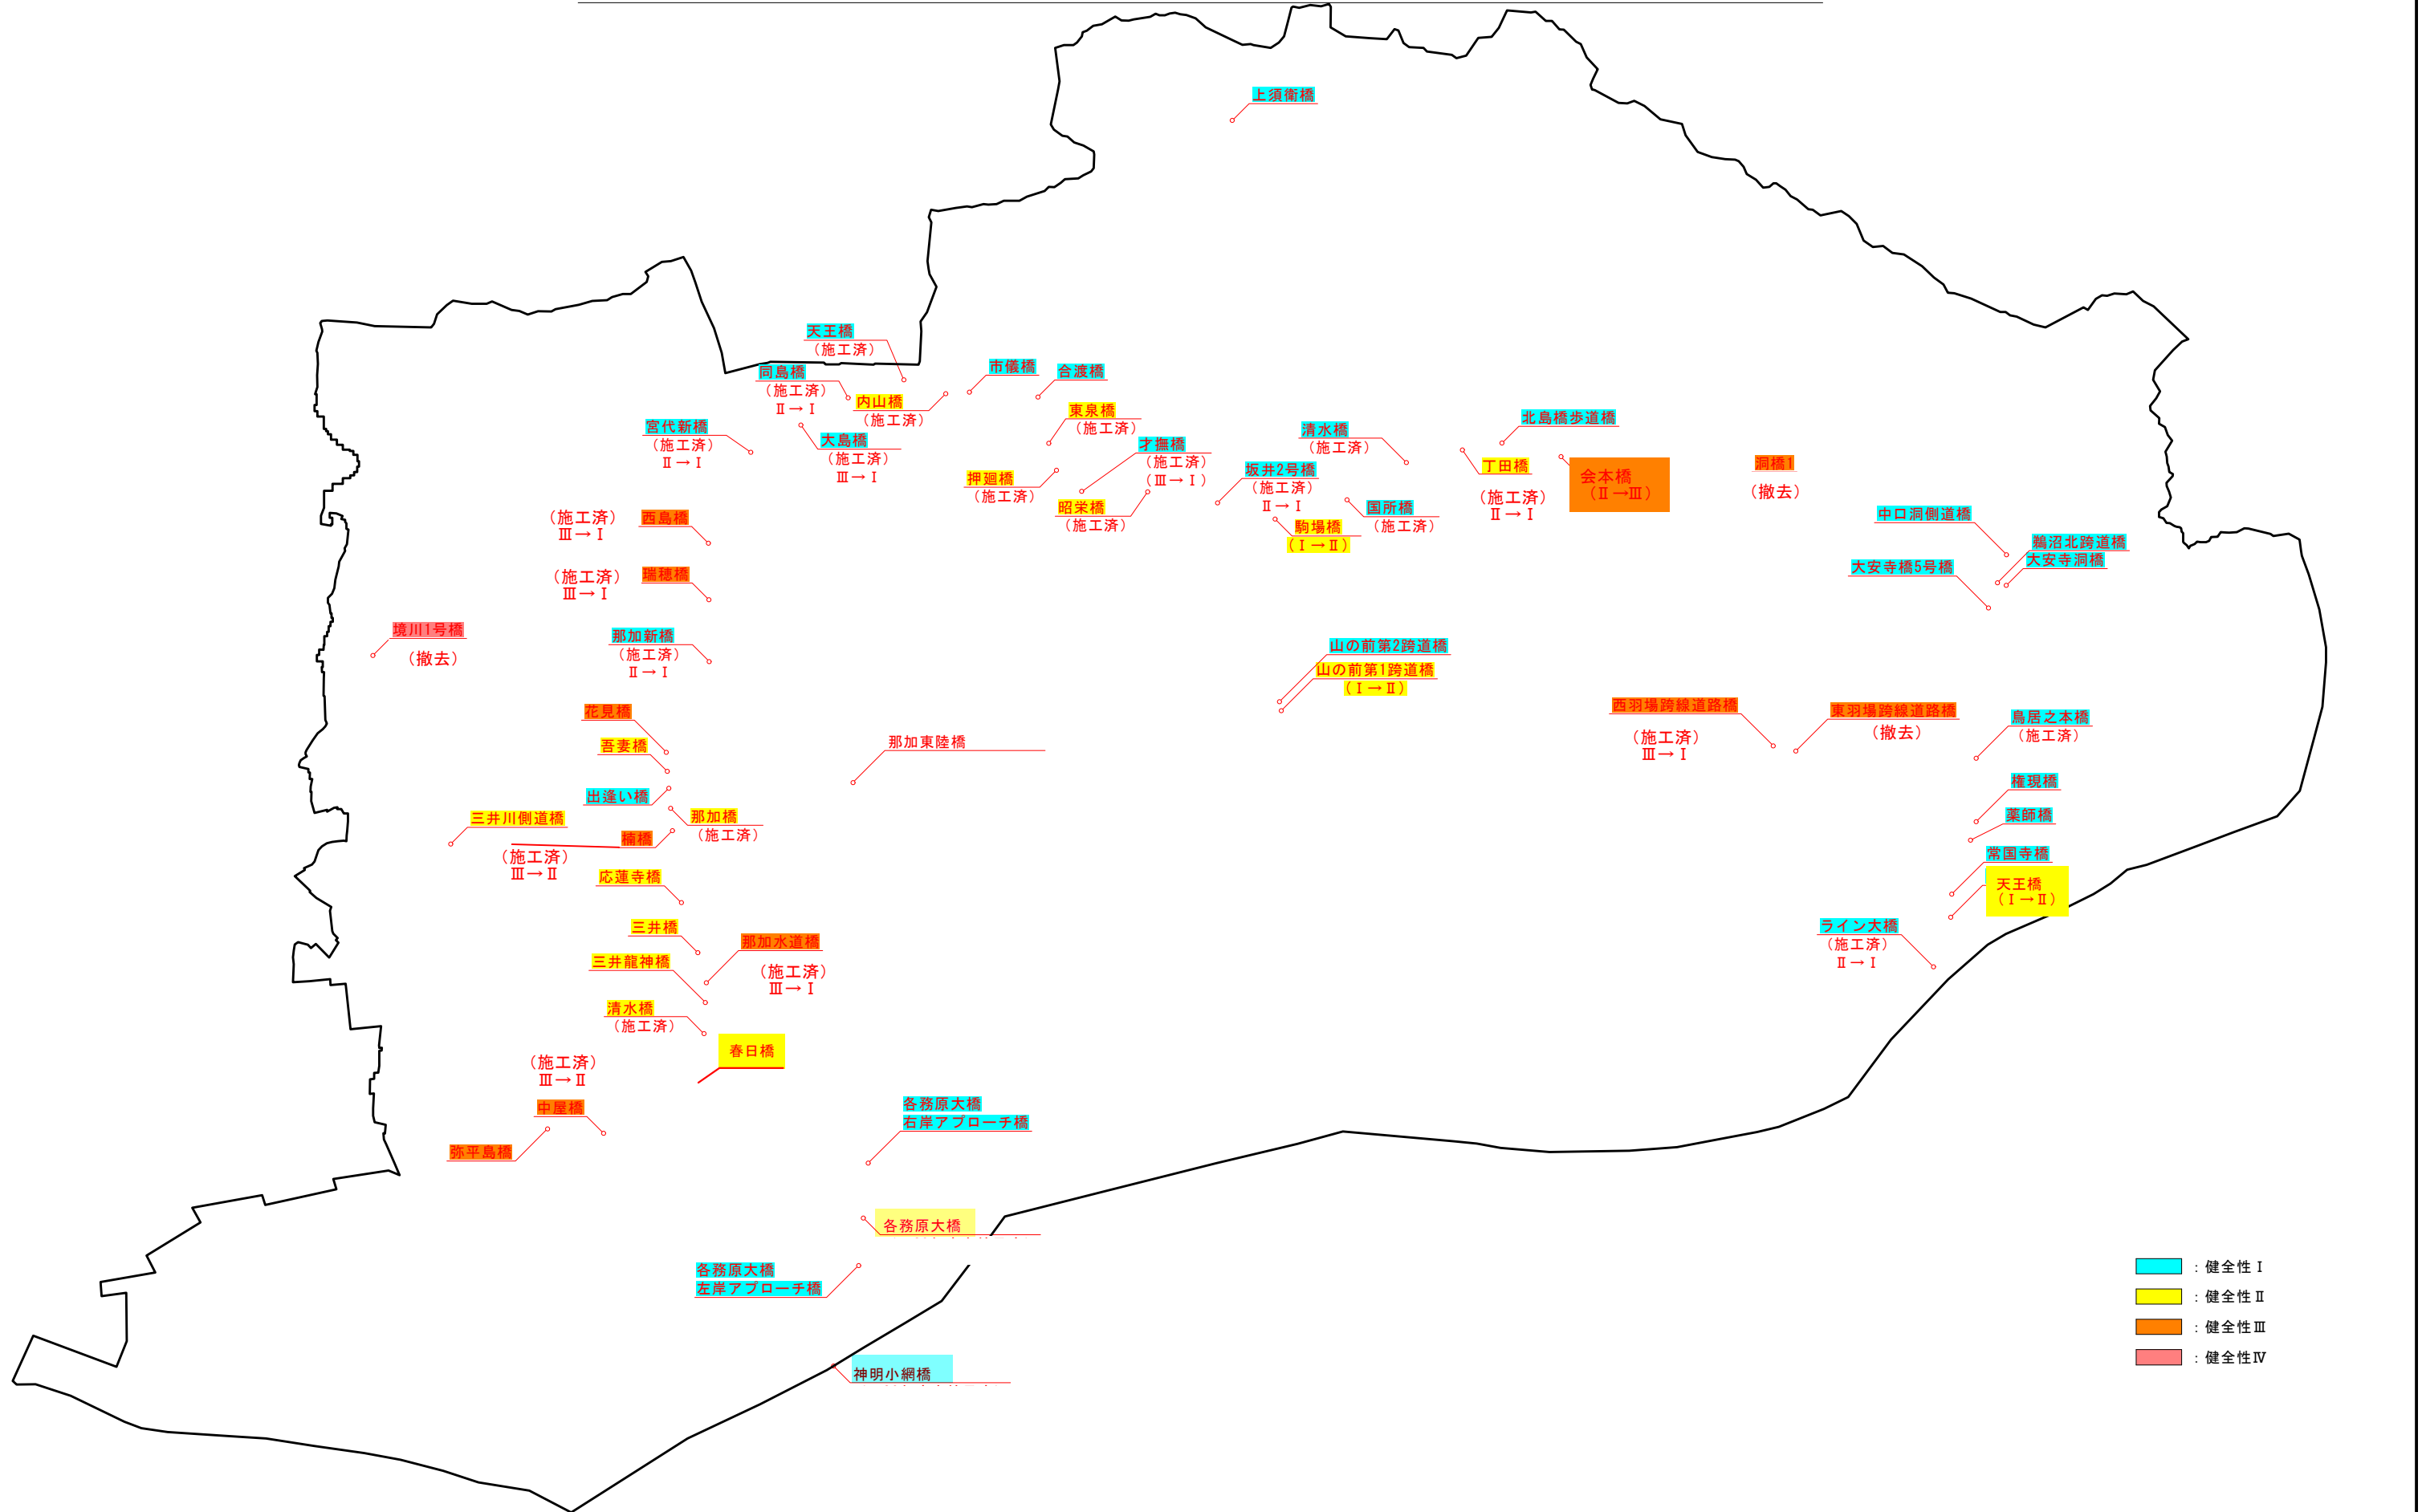 上須衛橋
天王橋
（施工済）
同島橋
（施工済）
Ⅱ→Ⅰ
内山橋
（施工済）
市儀橋
合渡橋
東泉橋
（施工済）
宮代新橋
（施工済）
Ⅱ→Ⅰ
大島橋
（施工済）
Ⅲ→Ⅰ
才撫橋
（施工済）
（Ⅲ→Ⅰ）
押廻橋
（施工済）
昭栄橋
（施工済）
坂井2号橋
（施工済）
Ⅱ→Ⅰ
清水橋
（施工済）
国所橋
（施工済）
駒場橋
（Ⅰ→Ⅱ）
北島橋歩道橋
丁田橋
（施工済）
Ⅱ→Ⅰ
会本橋
（Ⅱ→Ⅲ）
洞橋1
（撤去）
中口洞側道橋
鵜沼北跨道橋
大安寺洞橋
大安寺橋5号橋
西島橋
（施工済）
Ⅲ→Ⅰ
瑞穂橋
（施工済）
Ⅲ→Ⅰ
境川1号橋
（撤去）
那加新橋
（施工済）
Ⅱ→Ⅰ
山の前第2跨道橋
山の前第1跨道橋
（Ⅰ→Ⅱ）
西羽場跨線道路橋
（施工済）
Ⅲ→Ⅰ
東羽場跨線道路橋
（撤去）
鳥居之本橋
（施工済）
花見橋
吾妻橋
那加東陸橋
出逢い橋
那加橋
（施工済）
三井川側道橋
楠橋
（施工済）
Ⅲ→Ⅱ
権現橋
薬師橋
常国寺橋
天王橋
（Ⅰ→Ⅱ）
ライン大橋
（施工済）
Ⅱ→Ⅰ
応蓮寺橋
三井橋
那加水道橋
（施工済）
Ⅲ→Ⅰ
三井龍神橋
清水橋
（施工済）
春日橋
（施工済）
Ⅲ→Ⅱ
中屋橋
弥平島橋
各務原大橋
右岸アプローチ橋
各務原大橋
各務原大橋
左岸アプローチ橋
神明小網橋
：健全性Ⅰ
：健全性Ⅱ
：健全性Ⅲ
：健全性Ⅳ